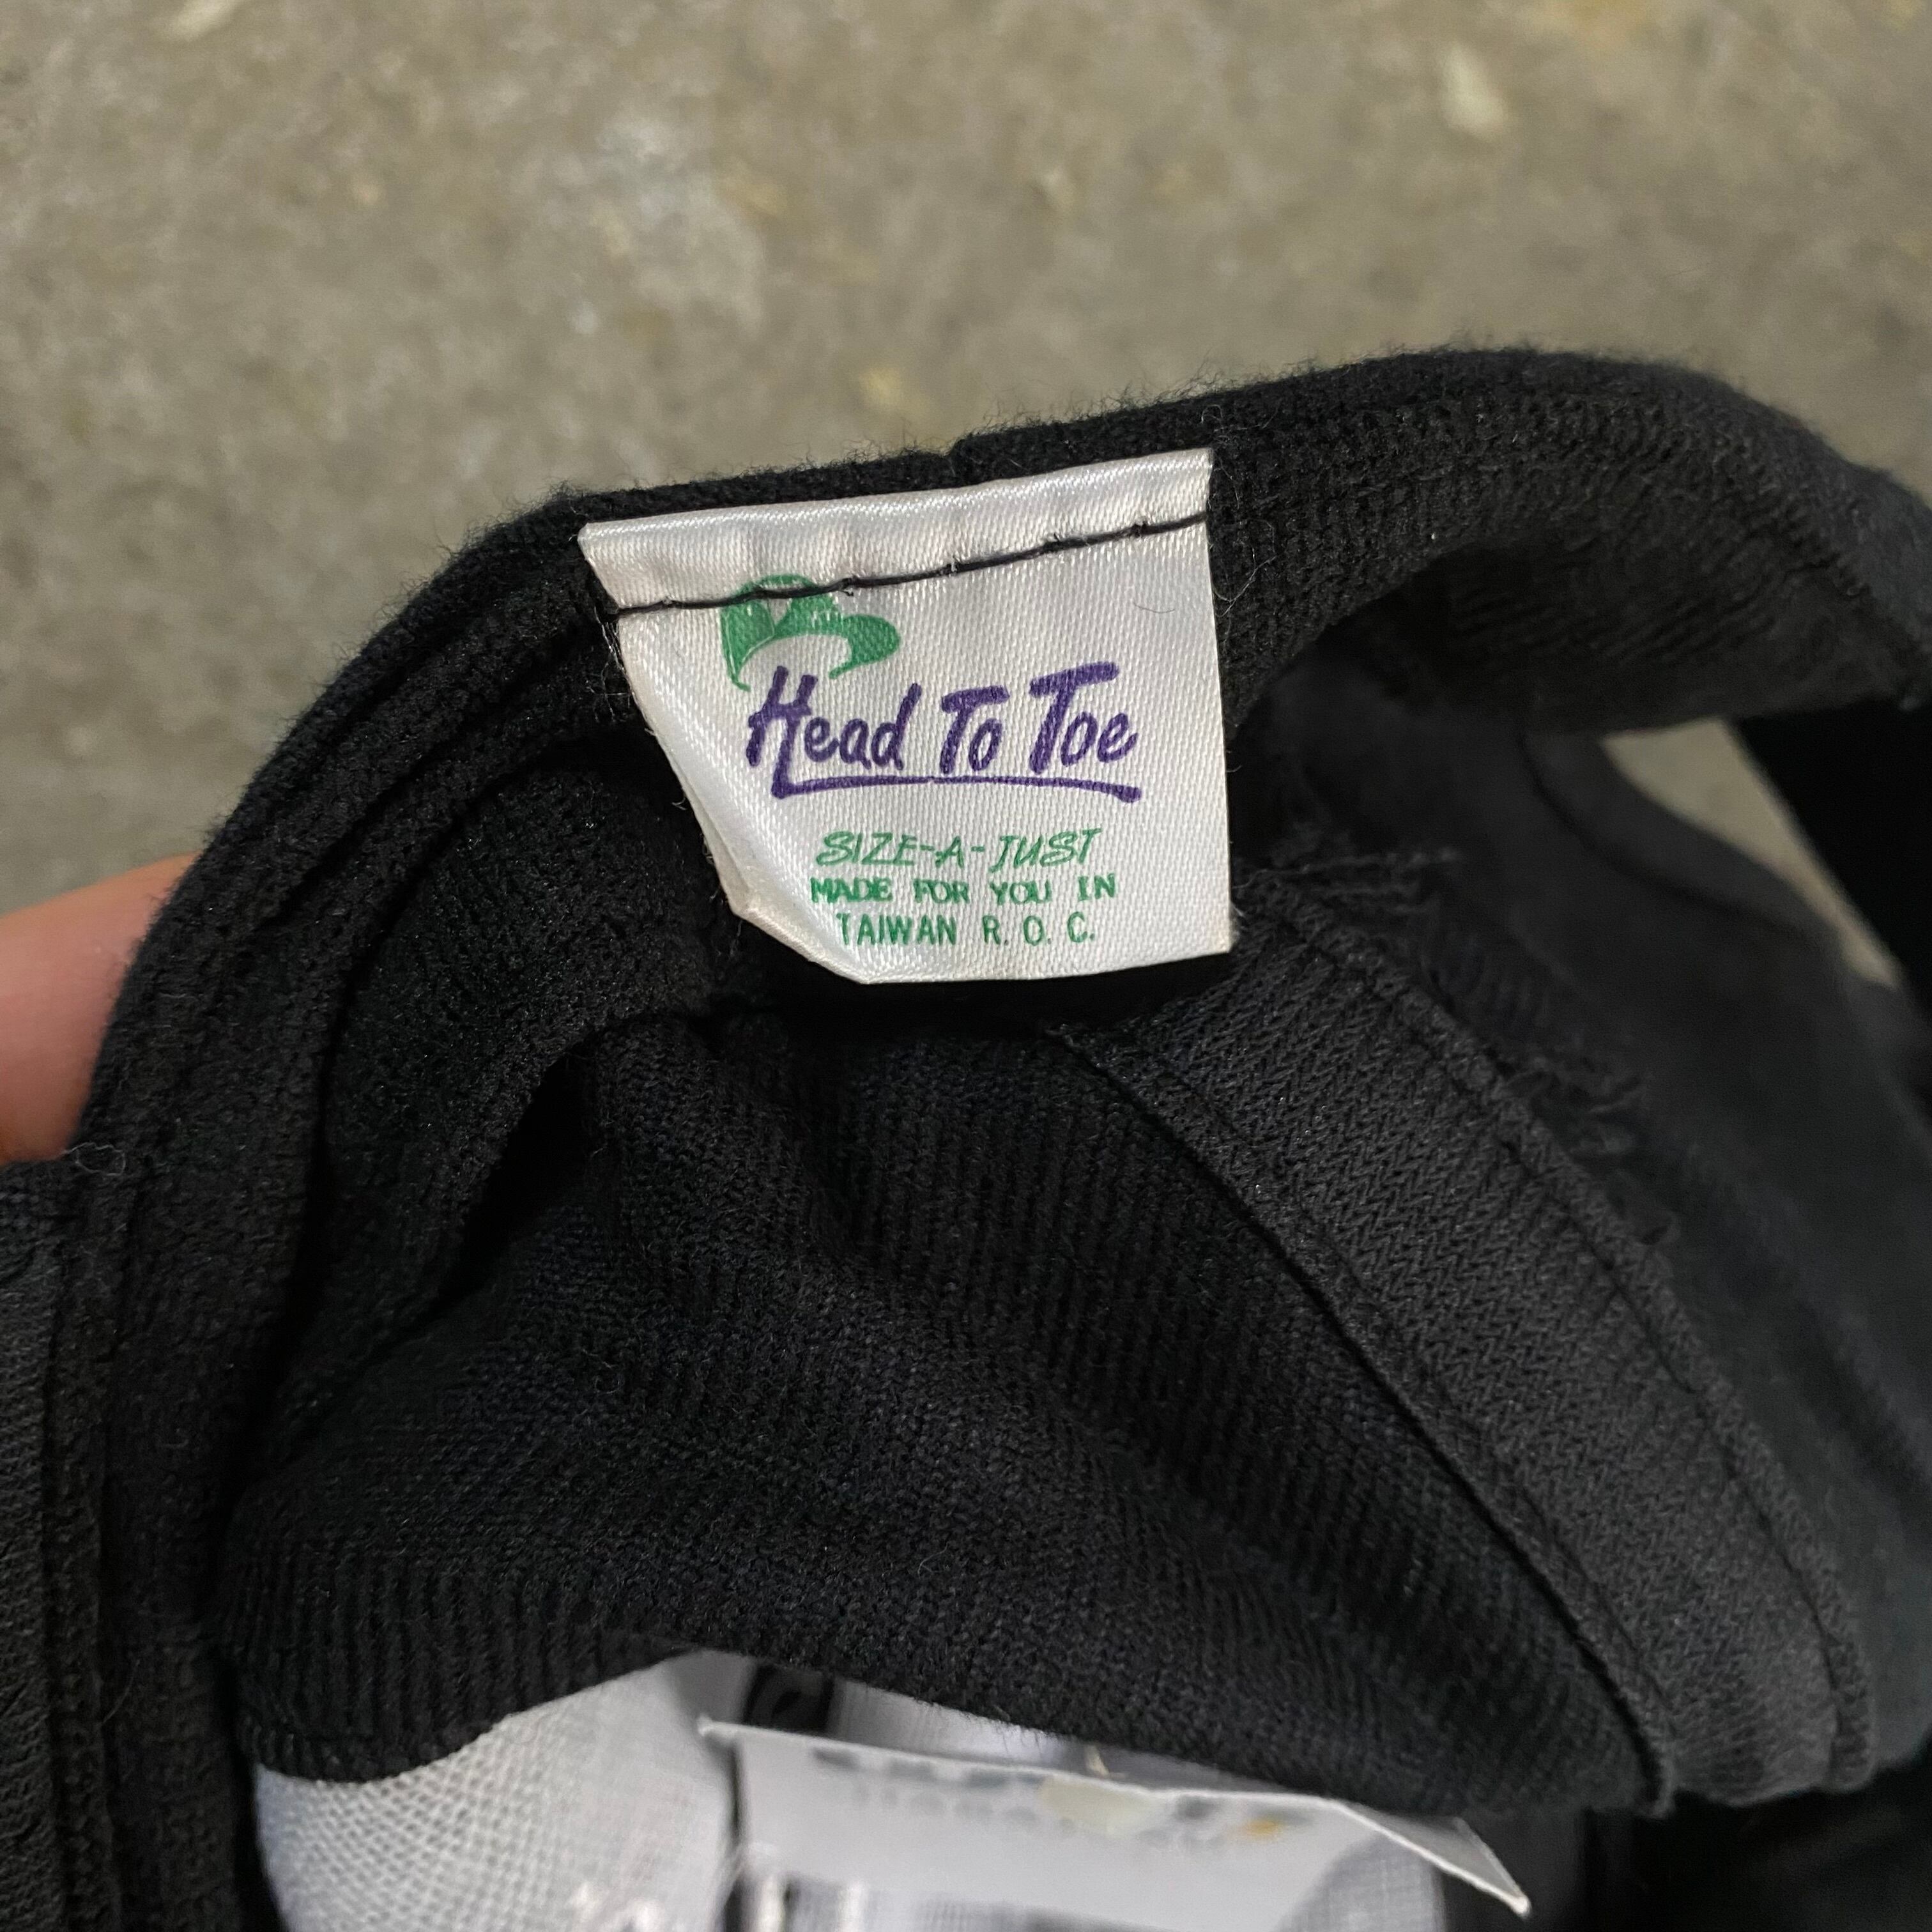 Head To Toe
SIZE-A-JUST
MADE FOR YOU IN
TAIWAN R. O. C.